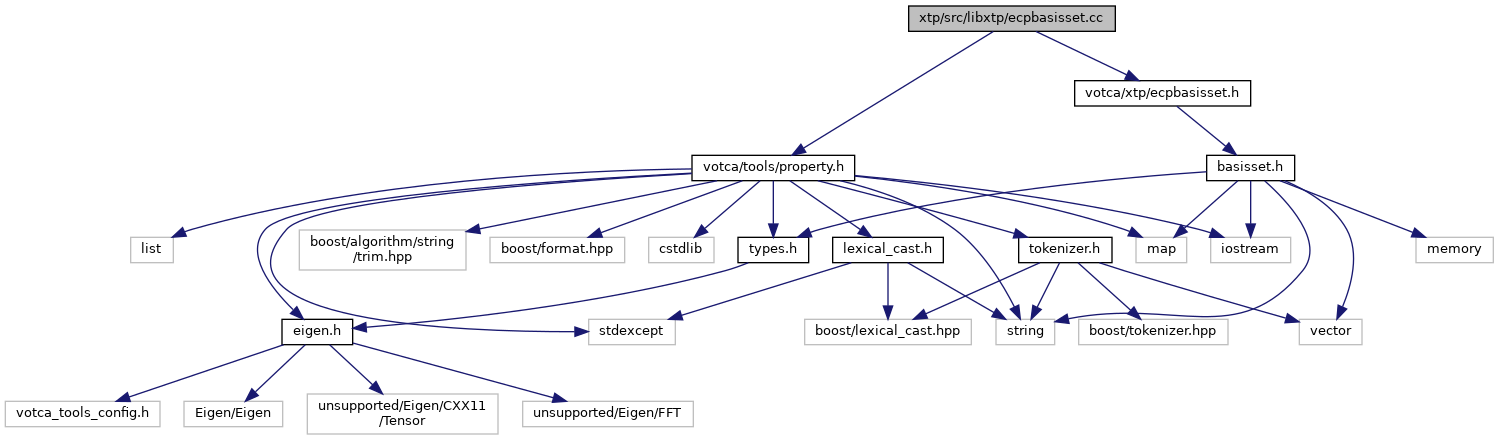 xtp/src/libxtp/ecpbasisset.cc
votca/xtp/ecpbasisset.h
votca/tools/property.h
basisset.h
list
boost/algorithm/string
/trim.hpp
boost/format.hpp
cstdlib
types.h
lexical_cast.h
tokenizer.h
map
iostream
memory
eigen.h
stdexcept
boost/lexical_cast.hpp
string
boost/tokenizer.hpp
vector
votca_tools_config.h
Eigen/Eigen
unsupported/Eigen/CXX11
/Tensor
unsupported/Eigen/FFT